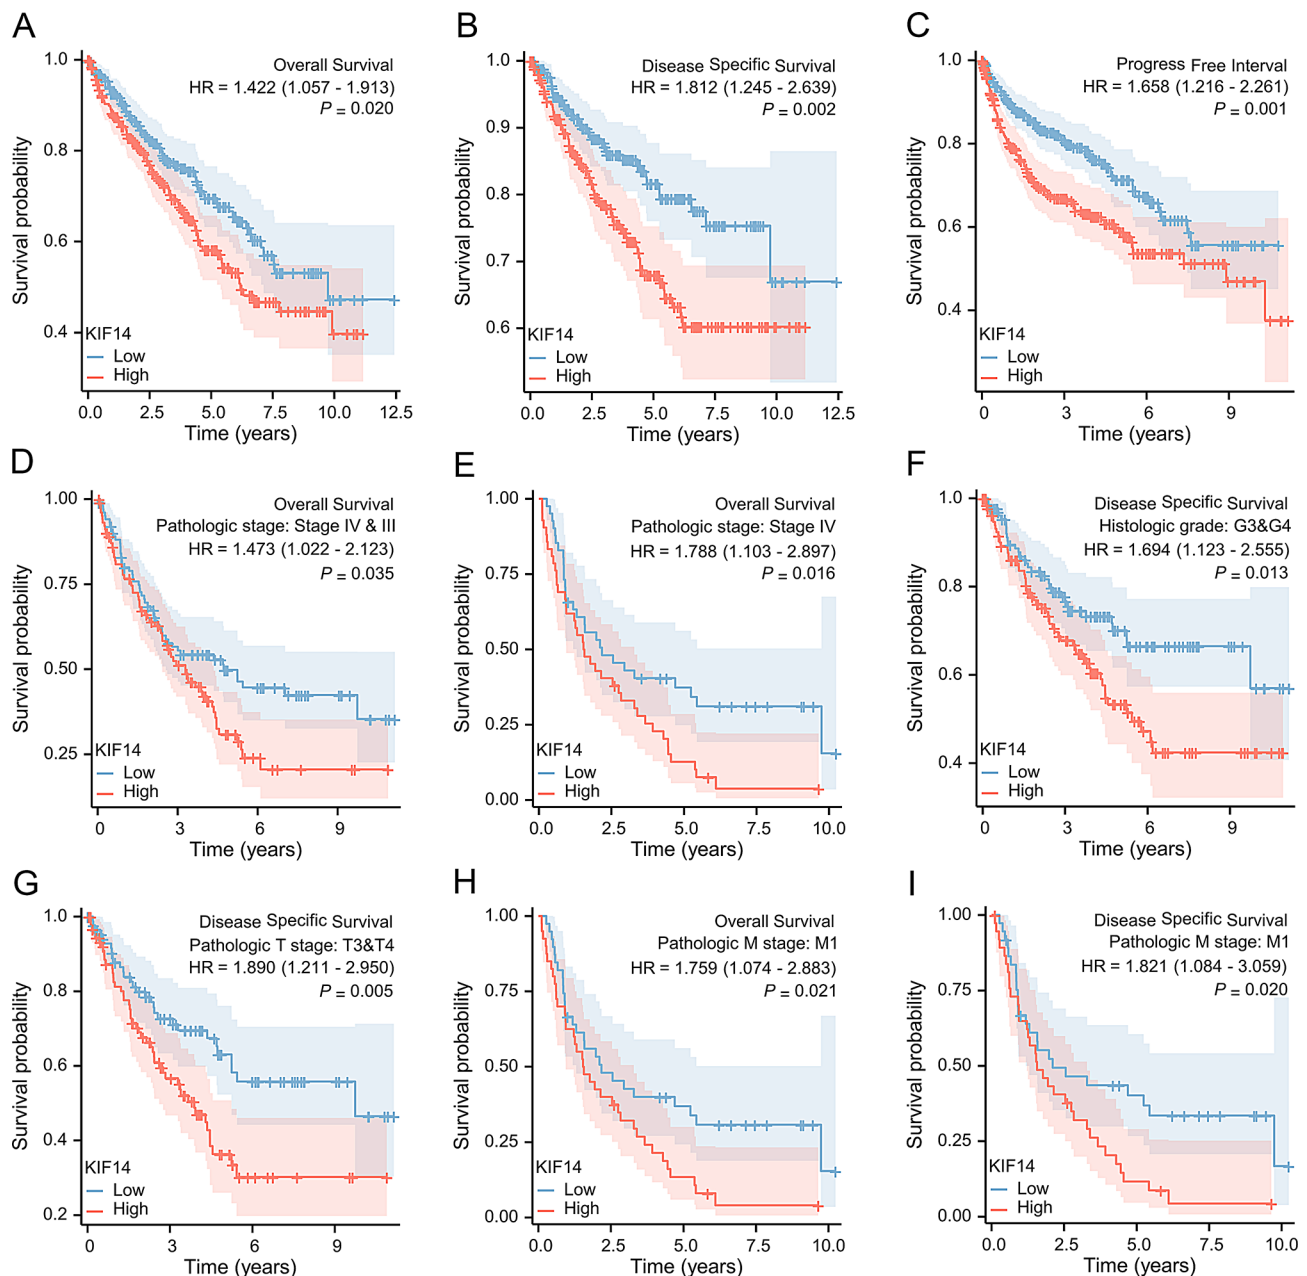 A
Overall Survival
HR = 1.422 (1.057 - 1.913)
P = 0.020
Survival probability
1.0
0.8
0.6
0.4
KIF14
Low
High
0.0 2.5 5.0 7.5 10.0 12.5
Time (years)
B
Disease Specific Survival
HR = 1.812 (1.245 - 2.639)
P = 0.002
Survival probability
1.0
0.9
0.8
0.7
0.6
KIF14
Low
High
0.0 2.5 5.0 7.5 10.0 12.5
Time (years)
C
Progress Free Interval
HR = 1.658 (1.216 - 2.261)
P = 0.001
Survival probability
1.0
0.8
0.6
0.4
KIF14
Low
High
0 3 6 9
Time (years)
D
Overall Survival
Pathologic stage: Stage IV & III
HR = 1.473 (1.022 - 2.123)
P = 0.035
Survival probability
1.00
0.75
0.50
0.25
KIF14
Low
High
0 3 6 9
Time (years)
E
Overall Survival
Pathologic stage: Stage IV
HR = 1.788 (1.103 - 2.897)
P = 0.016
Survival probability
1.00
0.75
0.50
0.25
0.00
KIF14
Low
High
0.0 2.5 5.0 7.5 10.0
Time (years)
F
Disease Specific Survival
Histologic grade: G3&G4
HR = 1.694 (1.123 - 2.555)
P = 0.013
Survival probability
1.0
0.8
0.6
0.4
KIF14
Low
High
0 3 6 9
Time (years)
G
Disease Specific Survival
Pathologic T stage: T3&T4
HR = 1.890 (1.211 - 2.950)
P = 0.005
Survival probability
1.0
0.8
0.6
0.4
0.2
KIF14
Low
High
0 3 6 9
Time (years)
H
Overall Survival
Pathologic M stage: M1
HR = 1.759 (1.074 - 2.883)
P = 0.021
Survival probability
1.00
0.75
0.50
0.25
0.00
KIF14
Low
High
0.0 2.5 5.0 7.5 10.0
Time (years)
I
Disease Specific Survival
Pathologic M stage: M1
HR = 1.821 (1.084 - 3.059)
P = 0.020
Survival probability
1.00
0.75
0.50
0.25
0.00
KIF14
Low
High
0.0 2.5 5.0 7.5 10.0
Time (years)